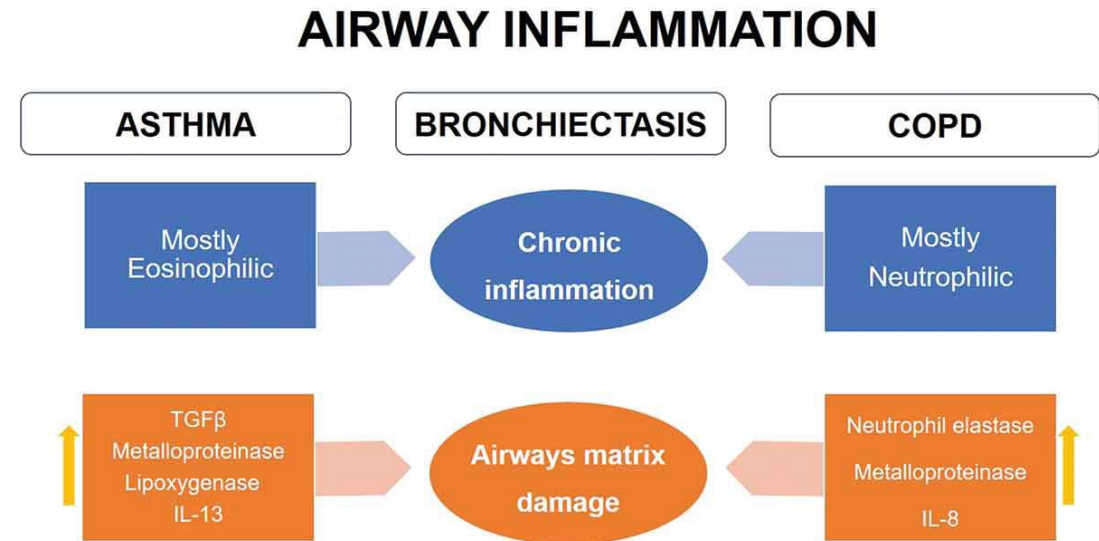 AIRWAY INFLAMMATION
ASTHMA
BRONCHIECTASIS
COPD
Mostly
Eosinophilic
Chronic
inflammation
Mostly
Neutrophilic
TGFβ
Metalloproteinase
Lipoxygenase
IL-13
Airways matrix
damage
Neutrophil elastase
Metalloproteinase
IL-8